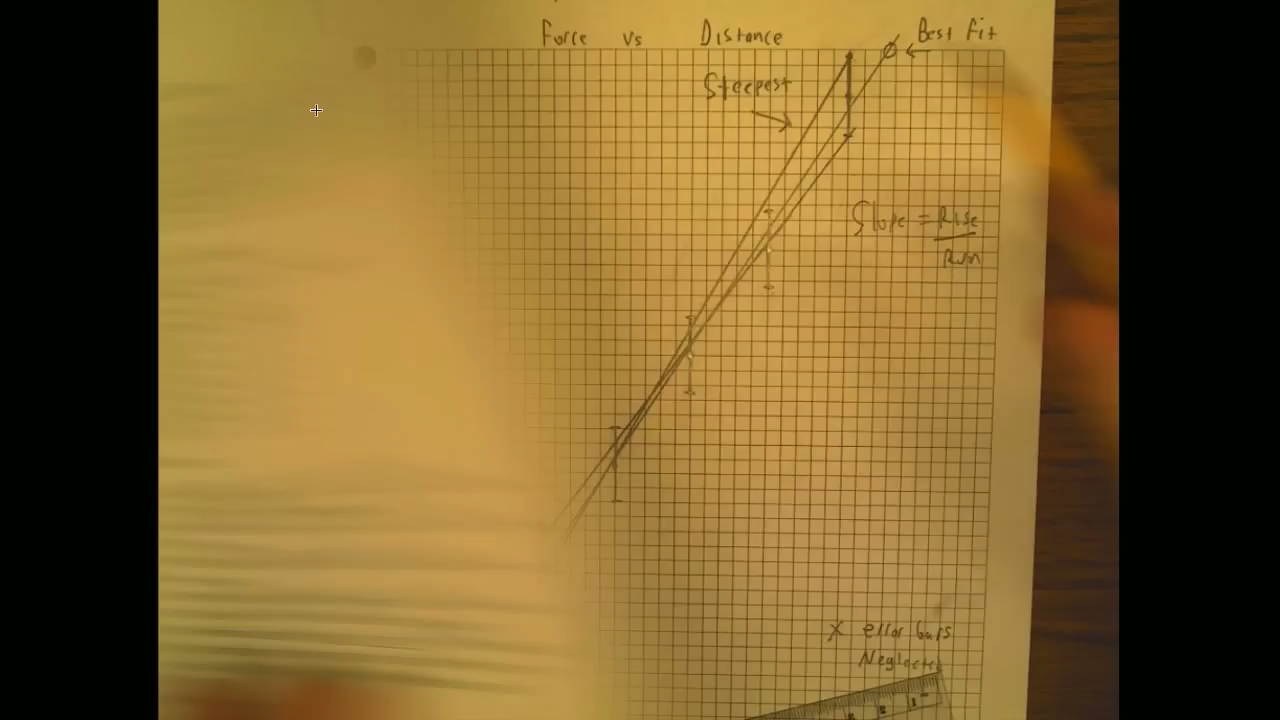 Force vs Distance
Best Fit
Steepest
Slope = Rise
Run
X error bars
Neglected